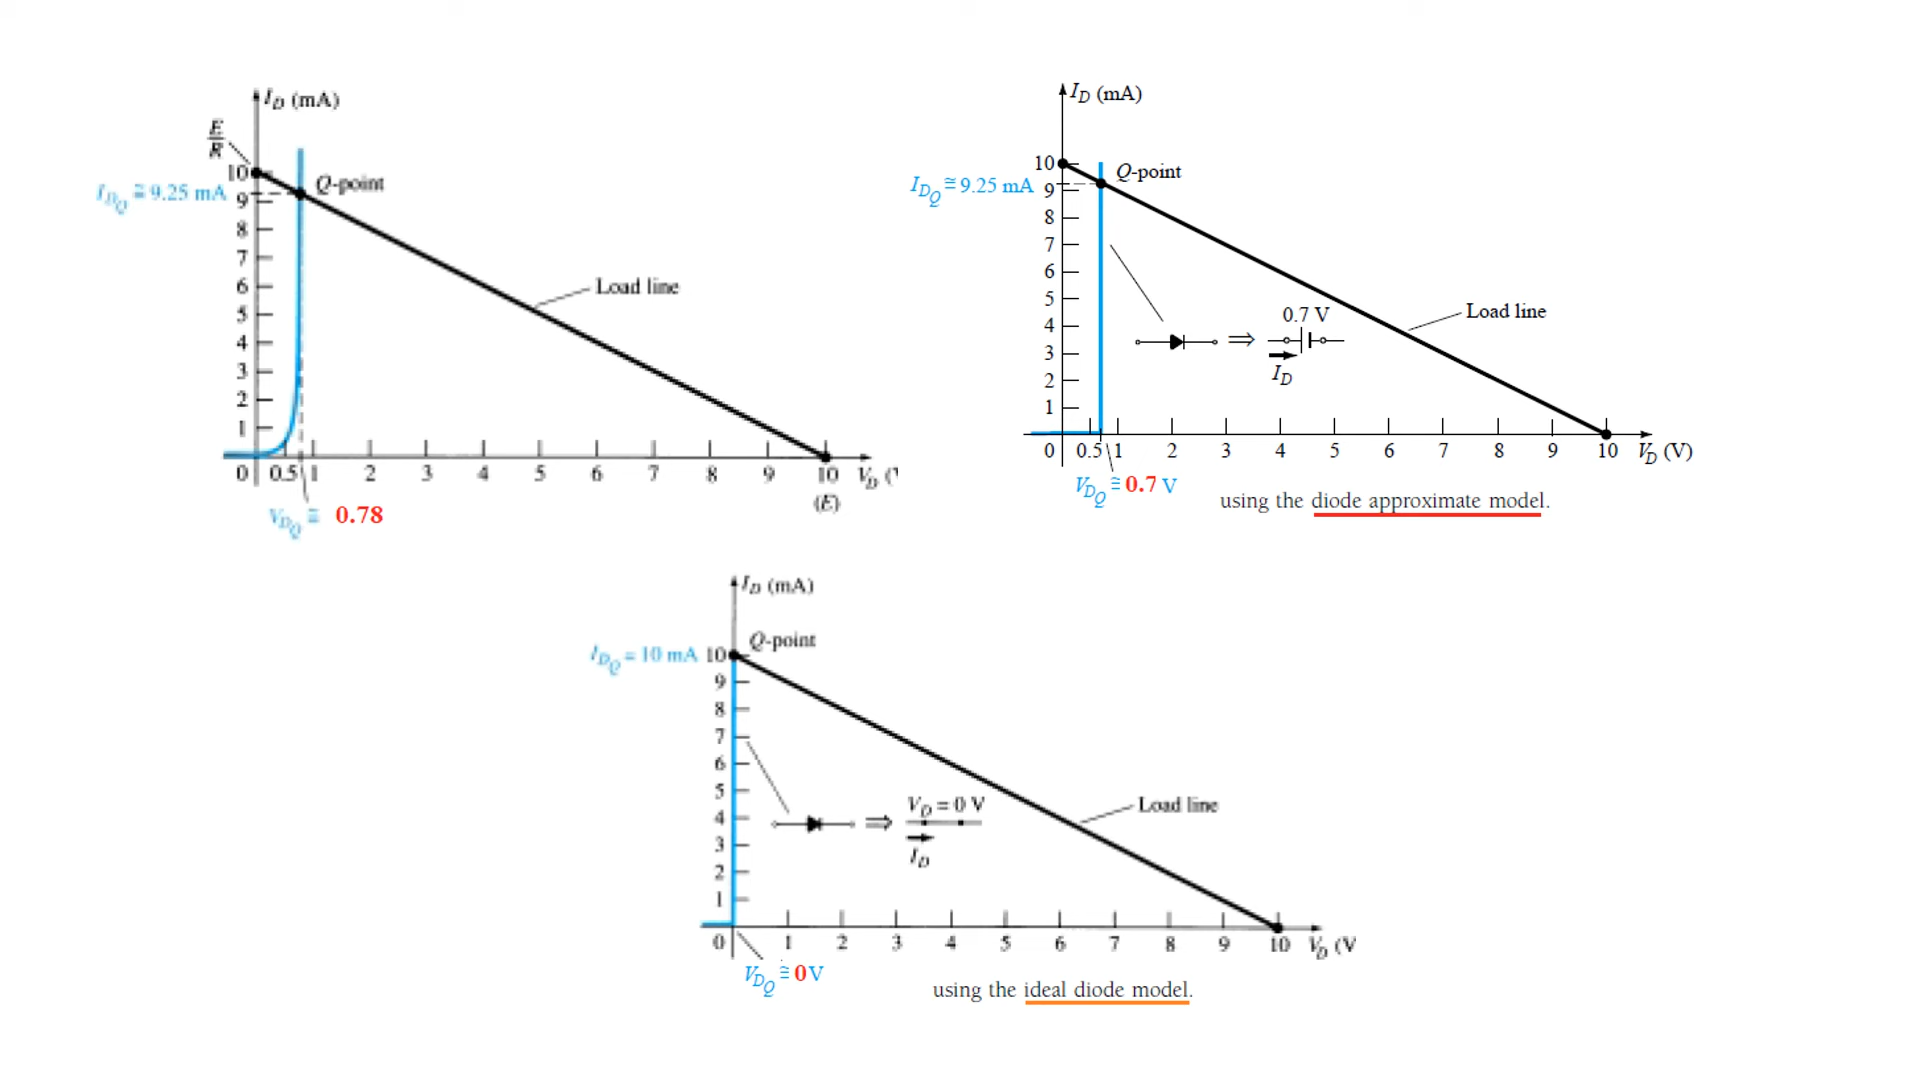 I_D (mA)
E/R
10
I_DQ ≅ 9.25 mA
Q-point
9
8
7
6
Load line
5
4
3
2
1
0 0.5 1 2 3 4 5 6 7 8 9 10 V_D (V
(E)
V_DQ ≅ 0.78
I_D (mA)
10
Q-point
I_DQ ≅ 9.25 mA
9
8
7
6
5
0.7 V
Load line
4
3
I_D
2
1
0 0.5 1 2 3 4 5 6 7 8 9 10 V_D (V)
V_DQ ≅ 0.7 V
using the diode approximate model.
I_D (mA)
Q-point
I_DQ = 10 mA 10
9
8
7
6
5
V_D = 0 V
Load line
4
3
I_D
2
1
0 1 2 3 4 5 6 7 8 9 10 V_D (V
V_DQ ≅ 0V
using the ideal diode model.